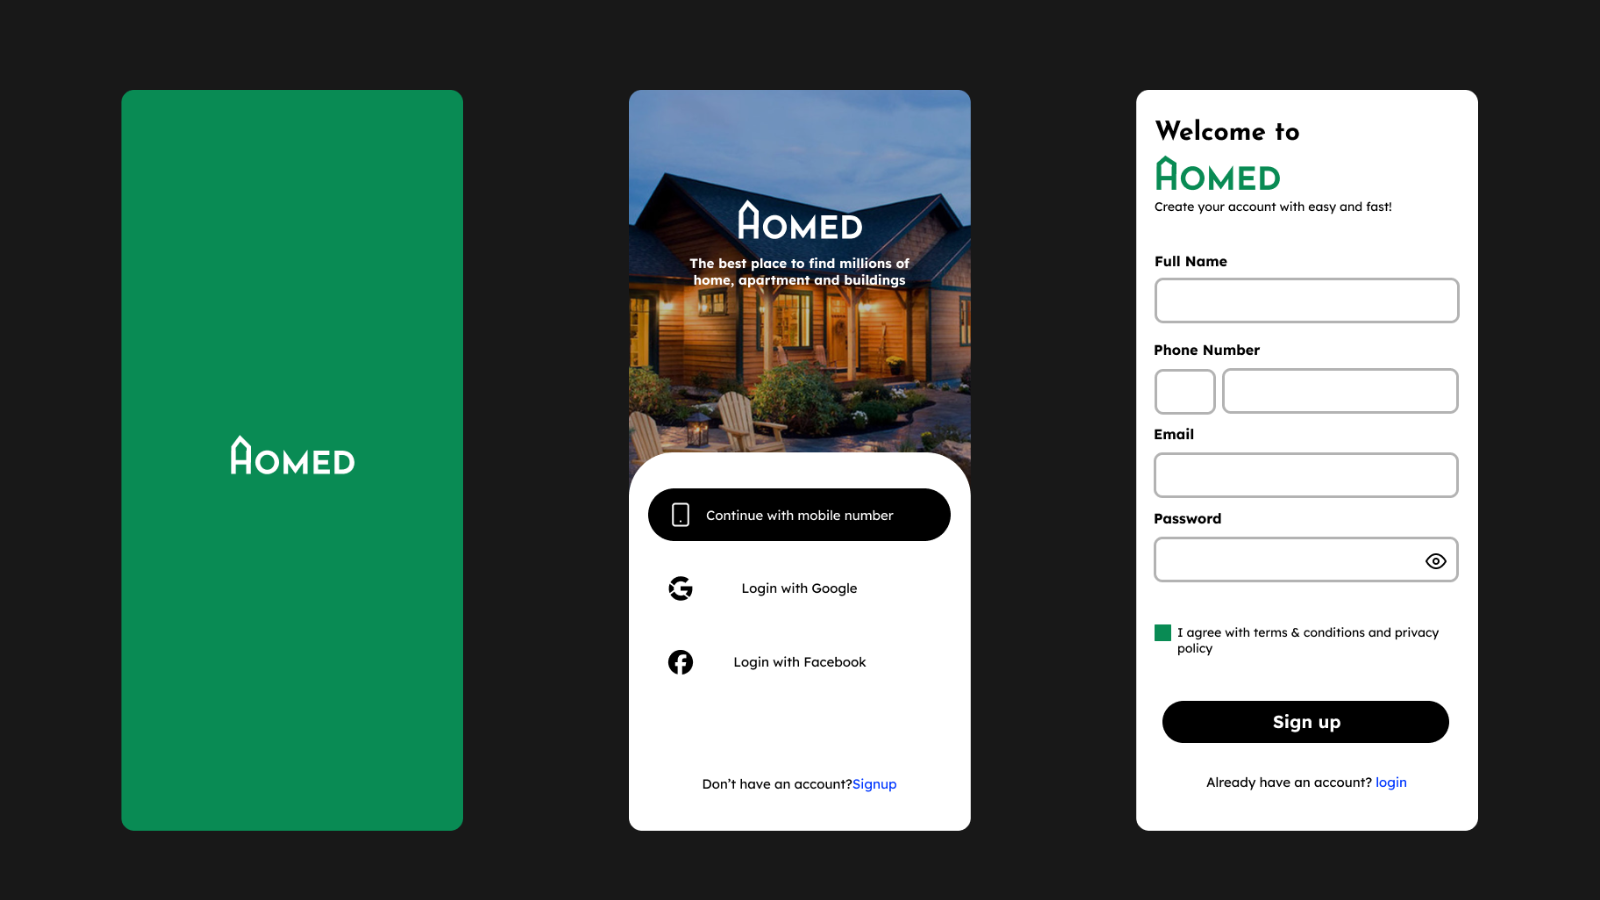 HOMED
HOMED
The best place to find millions of
home, apartment and buildings
Continue with mobile number
Login with Google
Login with Facebook
Don't have an account?Signup
Welcome to
HOMED
Create your account with easy and fast!
Full Name
Phone Number
Email
Password
I agree with terms & conditions and privacy
policy
Sign up
Already have an account? login